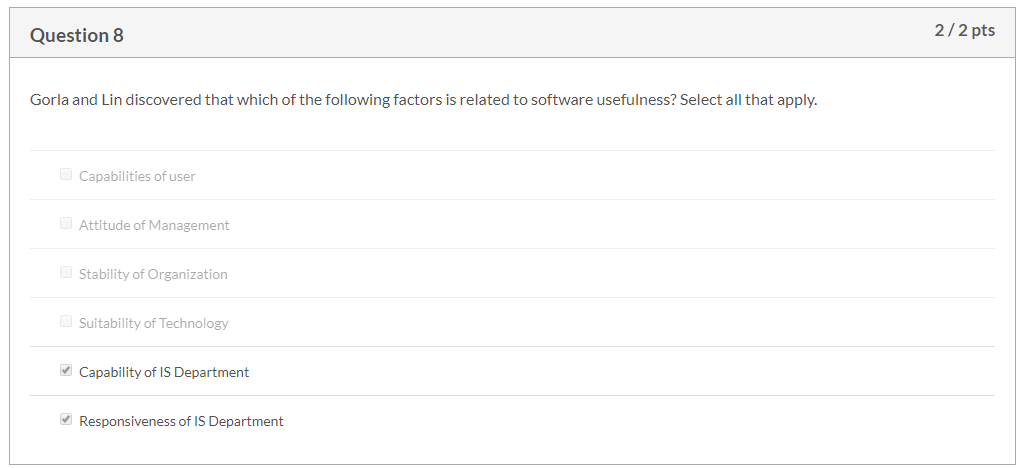 Question 8
2 / 2 pts
Gorla and Lin discovered that which of the following factors is related to software usefulness? Select all that apply.
Capabilities of user
Attitude of Management
Stability of Organization
Suitability of Technology
Capability of IS Department
Responsiveness of IS Department